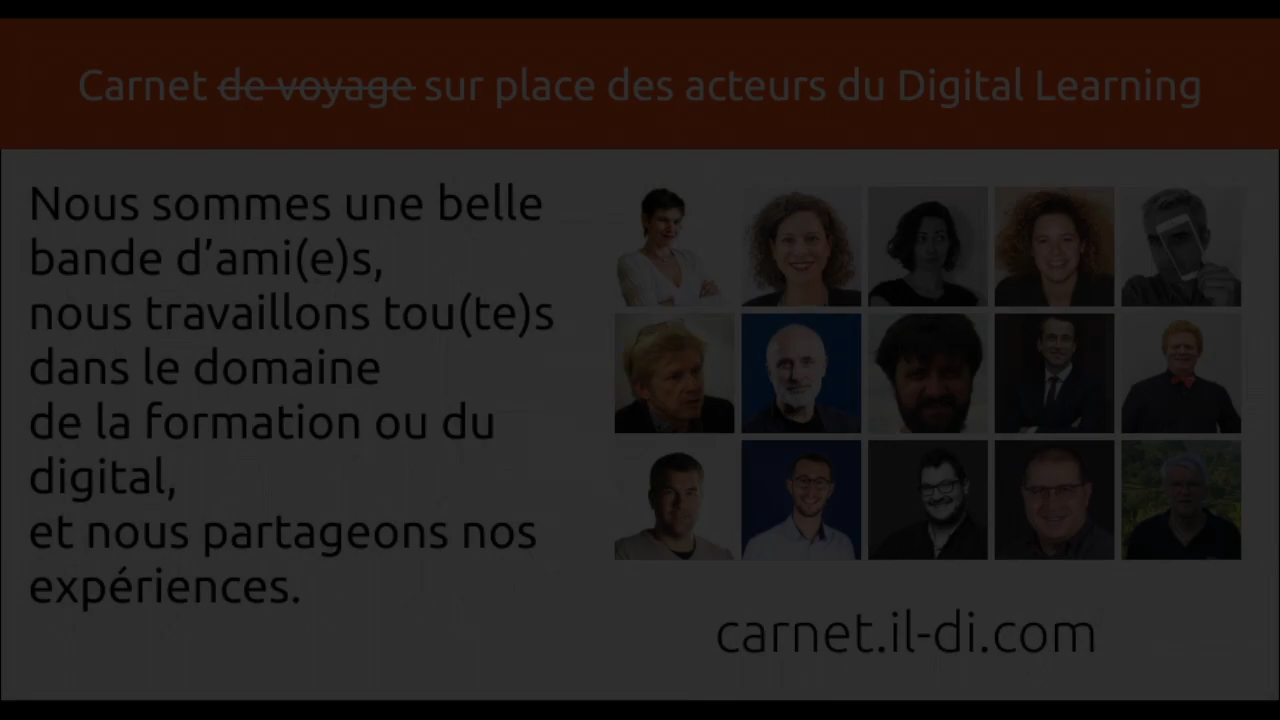 Carnet de voyage sur place des acteurs du Digital Learning
Nous sommes une belle
bande d’ami(e)s,
nous travaillons tou(te)s
dans le domaine
de la formation ou du
digital,
et nous partageons nos
expériences.
carnet.il-di.com